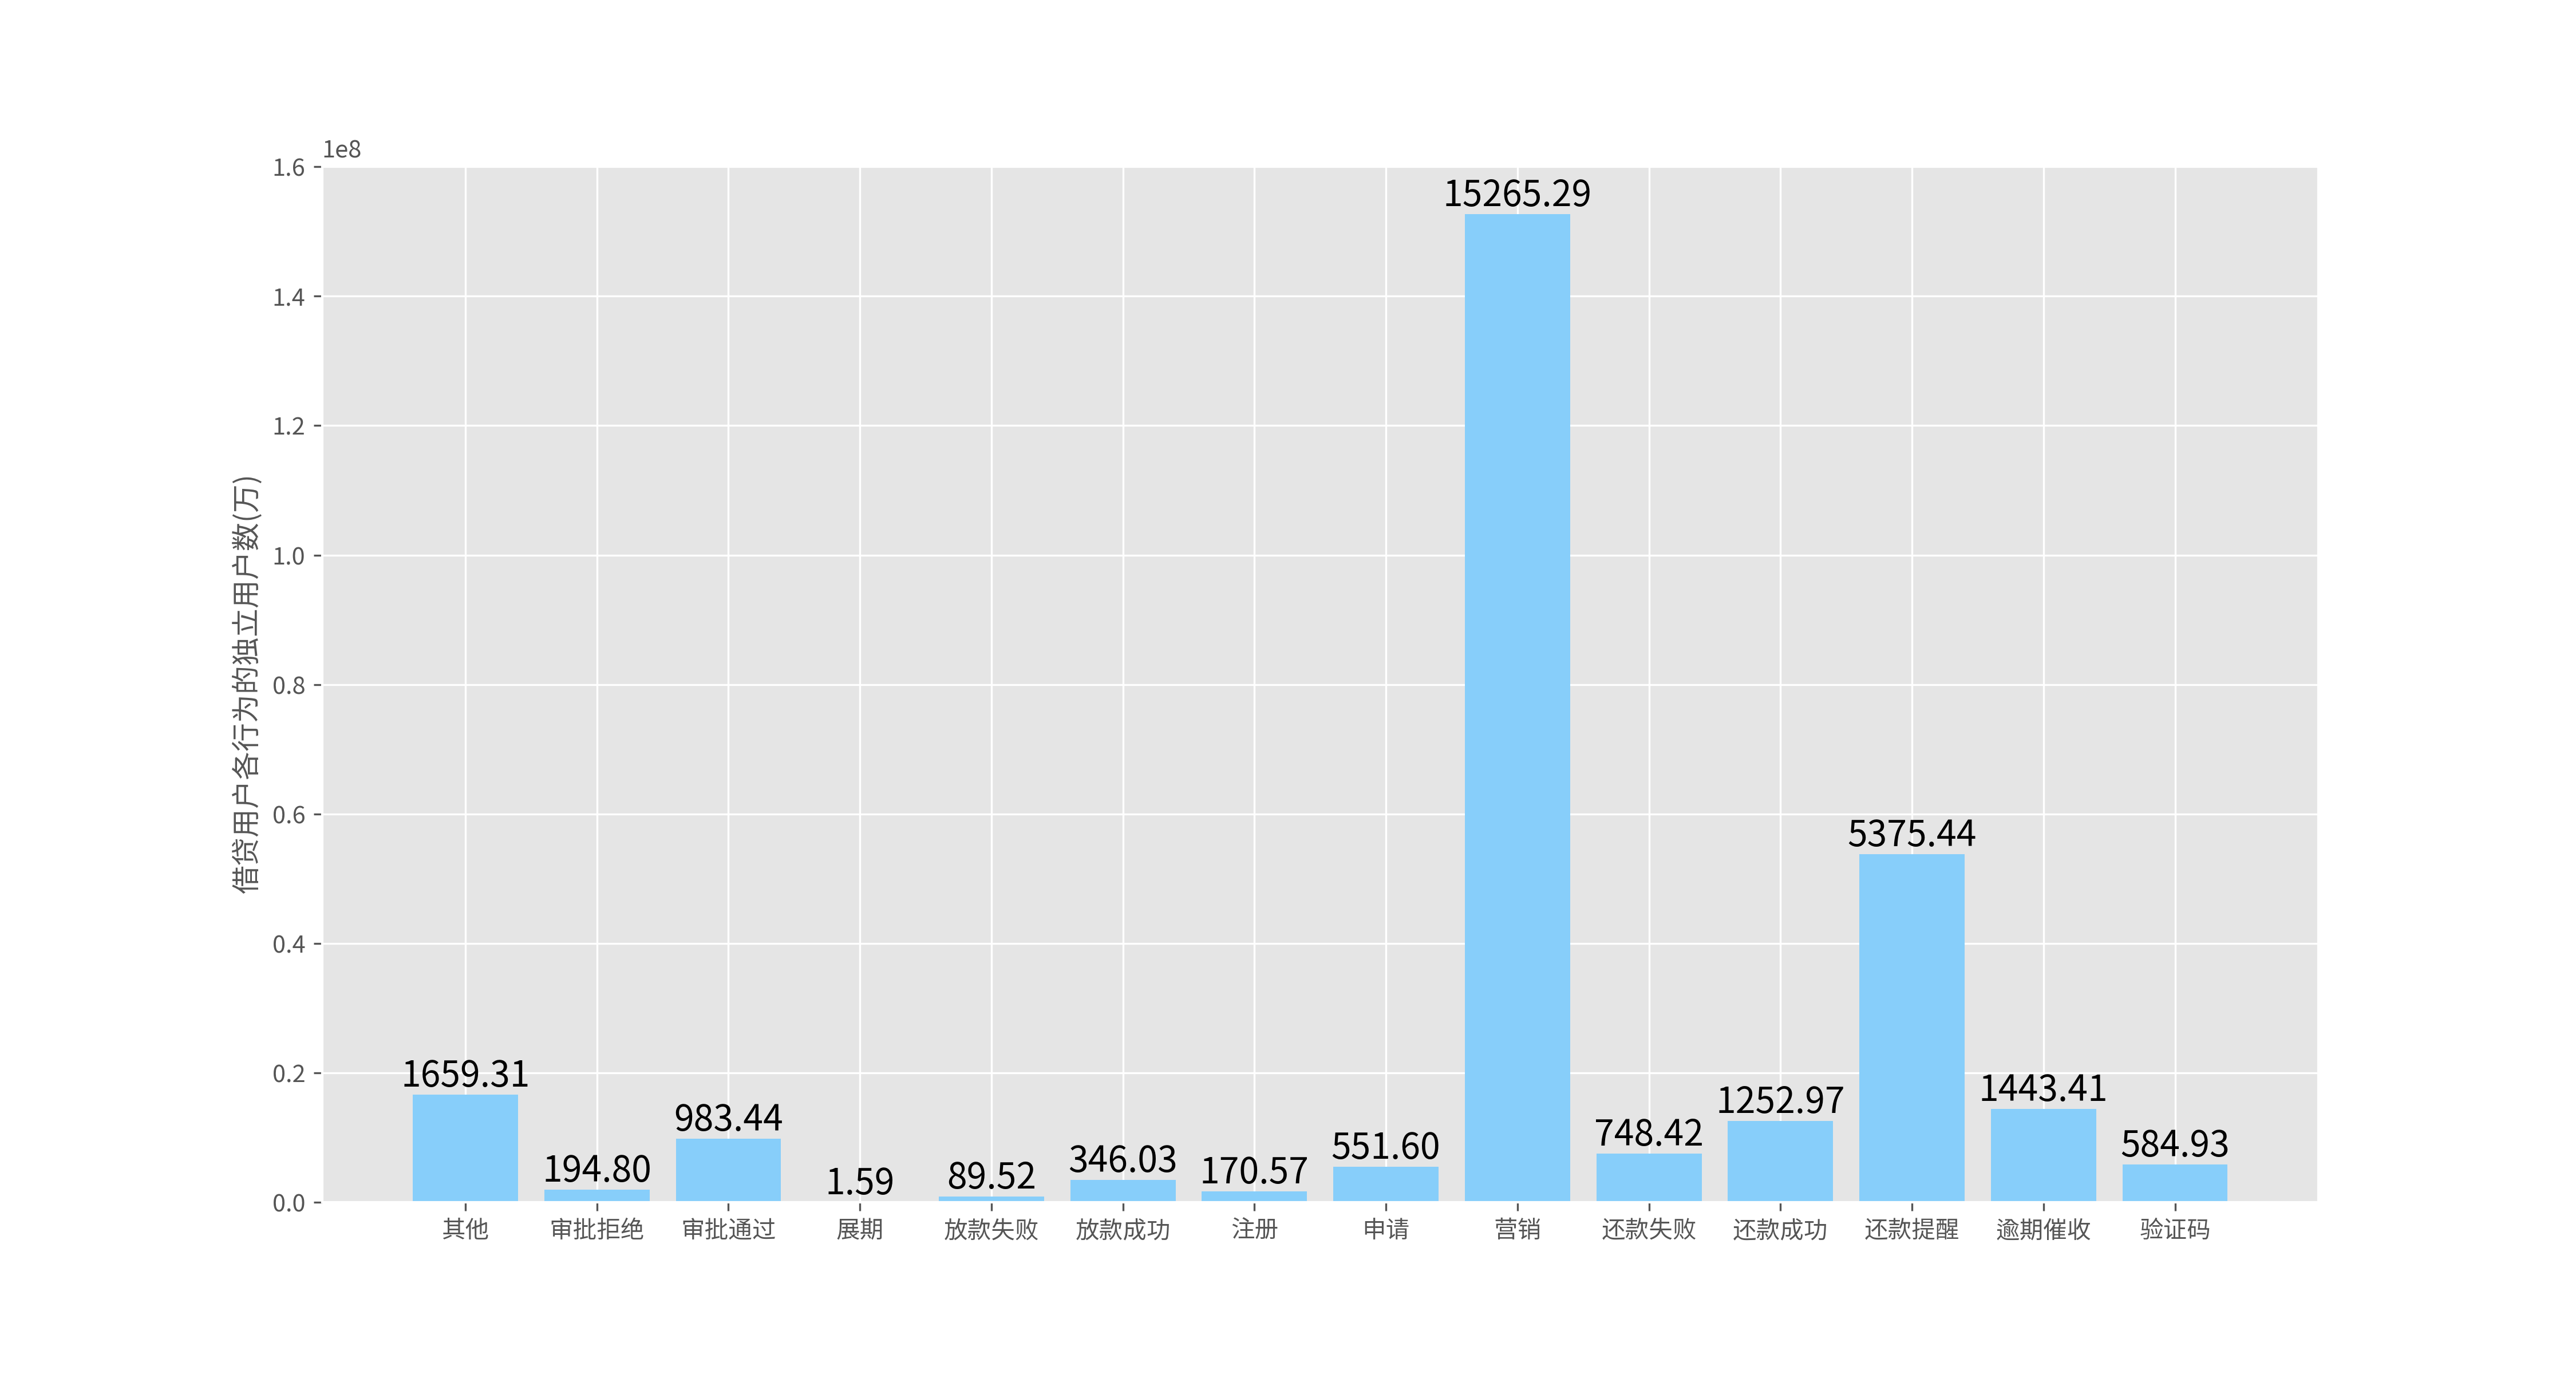 1e8
1.6
1.4
1.2
1.0
0.8
0.6
0.4
0.2
0.0
借贷用户各行为的独立用户数(万)
1659.31
194.80
983.44
1.59
89.52
346.03
170.57
551.60
15265.29
748.42
1252.97
5375.44
1443.41
584.93
其他
审批拒绝
审批通过
展期
放款失败
放款成功
注册
申请
营销
还款失败
还款成功
还款提醒
逾期催收
验证码